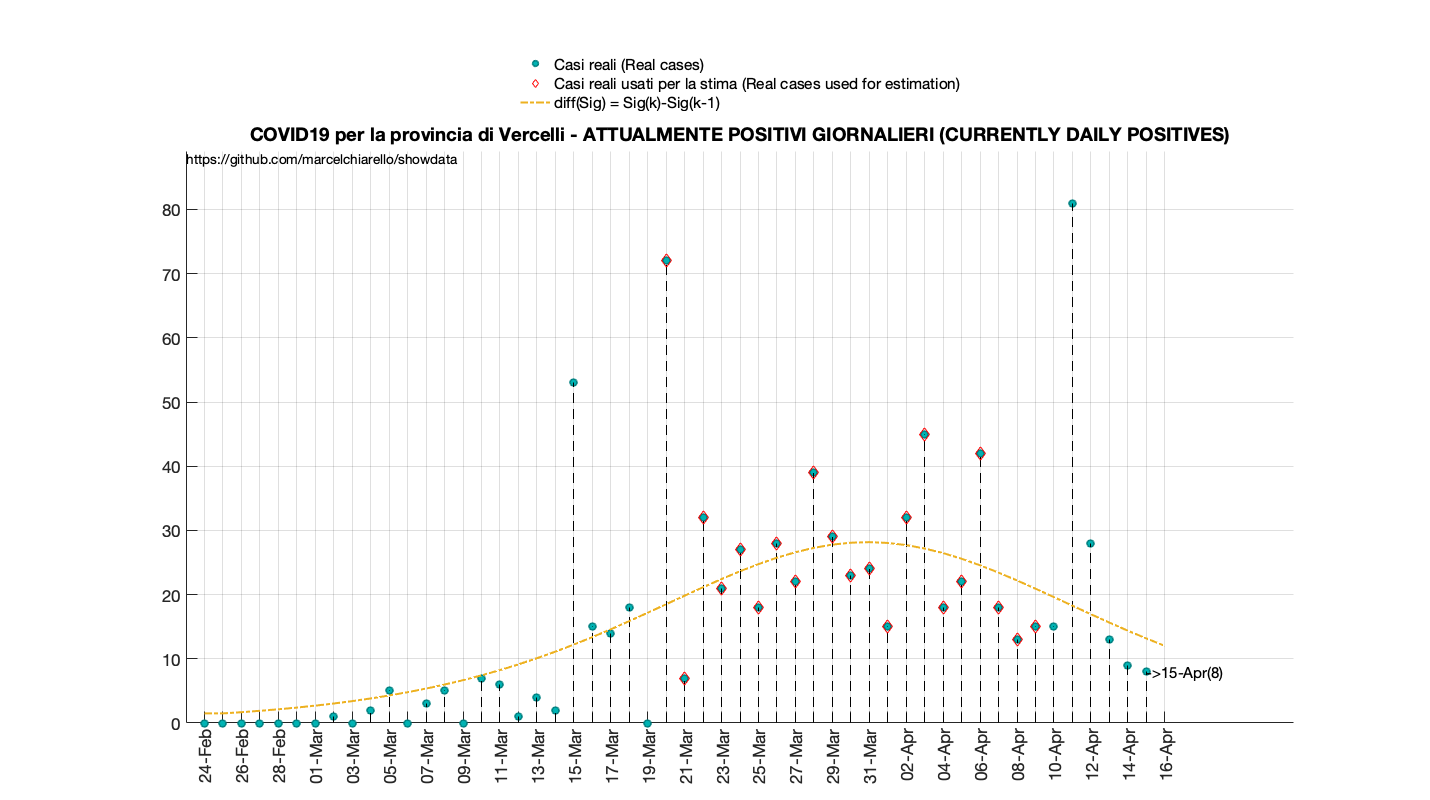 Casi reali (Real cases)
Casi reali usati per la stima (Real cases used for estimation)
diff(Sig) = Sig(k)-Sig(k-1)
COVID19 per la provincia di Vercelli - ATTUALMENTE POSITIVI GIORNALIERI (CURRENTLY DAILY POSITIVES)
https://github.com/marcelchiarello/showdata
80
70
60
50
40
30
20
10
0
->15-Apr(8)
24-Feb
26-Feb
28-Feb
01-Mar
03-Mar
05-Mar
07-Mar
09-Mar
11-Mar
13-Mar
15-Mar
17-Mar
19-Mar
21-Mar
23-Mar
25-Mar
27-Mar
29-Mar
31-Mar
02-Apr
04-Apr
06-Apr
08-Apr
10-Apr
12-Apr
14-Apr
16-Apr